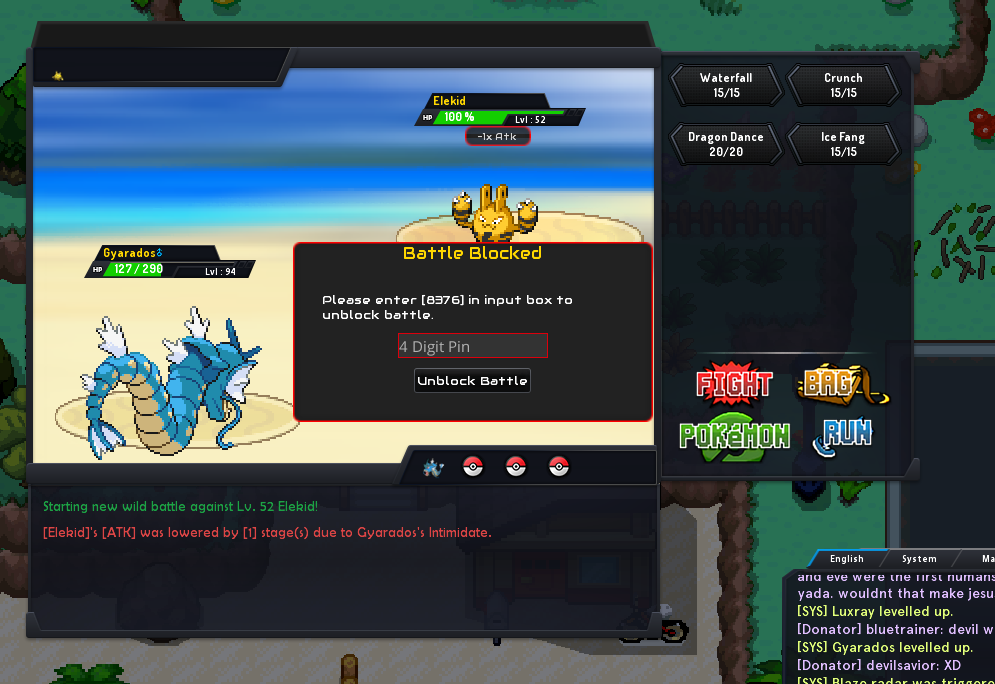 Waterfall
15/15
Crunch
15/15
Dragon Dance
20/20
Ice Fang
15/15
Elekid
HP 100 % Lvl : 52
-1x Atk
Gyarados♂
HP 127 / 290 Lvl : 94
Battle Blocked
Please enter [8376] in input box to
unblock battle.
4 Digit Pin
Unblock Battle
FIGHT
BAG
POKéMON
RUN
Starting new wild battle against Lv. 52 Elekid!
[Elekid]'s [ATK] was lowered by [1] stage(s) due to Gyarados's Intimidate.
English System Ma
and eve were the first humans
yada. wouldnt that make jesu
[SYS] Luxray levelled up.
[Donator] bluetrainer: devil w
[SYS] Gyarados levelled up.
[Donator] devilsavior: XD
[SYS] Blaze radar was triggere